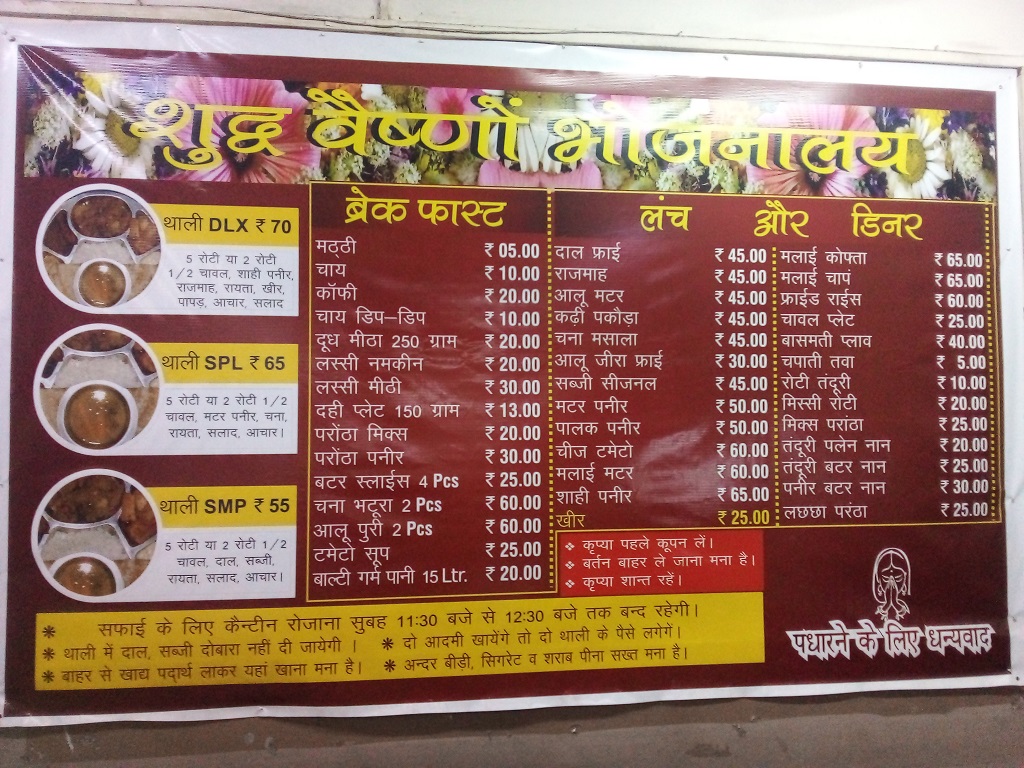 शुद्ध वैष्णों भोजनालय
थाली DLX ₹ 70
5 रोटी या 2 रोटी
1/2 चावल, शाही पनीर,
राजमाह, रायता, खीर,
पापड़, आचार, सलाद
थाली SPL ₹ 65
5 रोटी या 2 रोटी 1/2
चावल, मटर पनीर, चना,
रायता, सलाद, आचार।
थाली SMP ₹ 55
5 रोटी या 2 रोटी 1/2
चावल, दाल, सब्जी,
रायता, सलाद, आचार।
ब्रेक फास्ट
मठ्ठी ₹ 05.00
चाय ₹ 10.00
कॉफी ₹ 20.00
चाय डिप–डिप ₹ 10.00
दूध मीठा 250 ग्राम ₹ 20.00
लस्सी नमकीन ₹ 20.00
लस्सी मीठी ₹ 30.00
दही प्लेट 150 ग्राम ₹ 13.00
परोंठा मिक्स ₹ 20.00
परोंठा पनीर ₹ 30.00
बटर स्लाईस 4 Pcs ₹ 25.00
चना भटूरा 2 Pcs ₹ 60.00
आलू पुरी 2 Pcs ₹ 60.00
टमेटो सूप ₹ 25.00
बाल्टी गर्म पानी 15 Ltr. ₹ 20.00
लंच और डिनर
दाल फ्राई ₹ 45.00
राजमाह ₹ 45.00
आलू मटर ₹ 45.00
कढ़ी पकौड़ा ₹ 45.00
चना मसाला ₹ 45.00
आलू जीरा फ्राई ₹ 30.00
सब्जी सीजनल ₹ 45.00
मटर पनीर ₹ 50.00
पालक पनीर ₹ 50.00
चीज टमेटो ₹ 60.00
मलाई मटर ₹ 60.00
शाही पनीर ₹ 65.00
खीर ₹ 25.00
मलाई कोफ्ता ₹ 65.00
मलाई चापं ₹ 65.00
फ्राईड राईस ₹ 60.00
चावल प्लेट ₹ 25.00
बासमती प्लाव ₹ 40.00
चपाती तवा ₹ 5.00
रोटी तंदूरी ₹ 10.00
मिस्सी रोटी ₹ 20.00
मिक्स परांठा ₹ 25.00
तंदूरी पलेन नान ₹ 20.00
तंदूरी बटर नान ₹ 25.00
पनीर बटर नान ₹ 30.00
लछछा परंठा ₹ 25.00
❖ कृप्या पहले कूपन लें।
❖ बर्तन बाहर ले जाना मना है।
❖ कृप्या शान्त रहें।
✷ सफाई के लिए कैन्टीन रोजाना सुबह 11:30 बजे से 12:30 बजे तक बन्द रहेगी।
✷ थाली में दाल, सब्जी दोबारा नहीं दी जायेगी । ✷ दो आदमी खायेंगे तो दो थाली के पैसे लगेगें।
✷ बाहर से खाद्य पदार्थ लाकर यहां खाना मना है। ✷ अन्दर बीड़ी, सिगरेट व शराब पीना सख्त मना है।
पधारने के लिए धन्यवाद